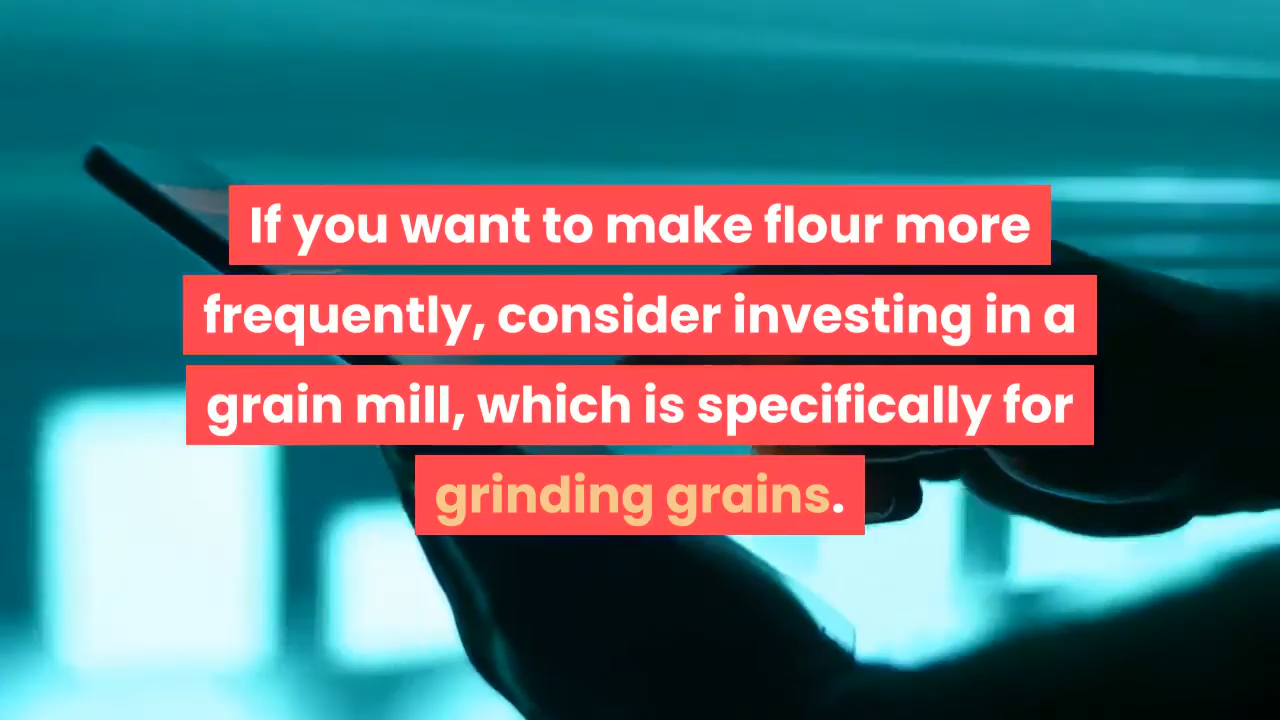 If you want to make flour more
frequently, consider investing in a
grain mill, which is specifically for
grinding grains.